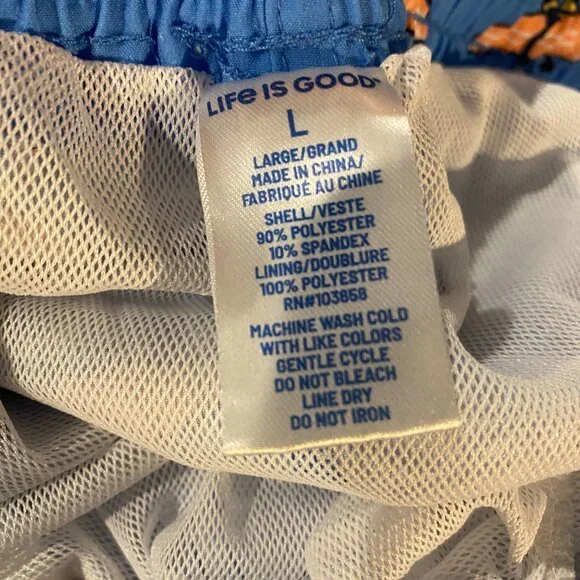 LIFe IS GOOD
L
LARGE/GRAND
MADE IN CHINA/
FABRIQUÉ AU CHINE
SHELL/VESTE
90% POLYESTER
10% SPANDEX
LINING/DOUBLURE
100% POLYESTER
RN#103658
MACHINE WASH COLD
WITH LIKE COLORS
GENTLE CYCLE
DO NOT BLEACH
LINE DRY
DO NOT IRON